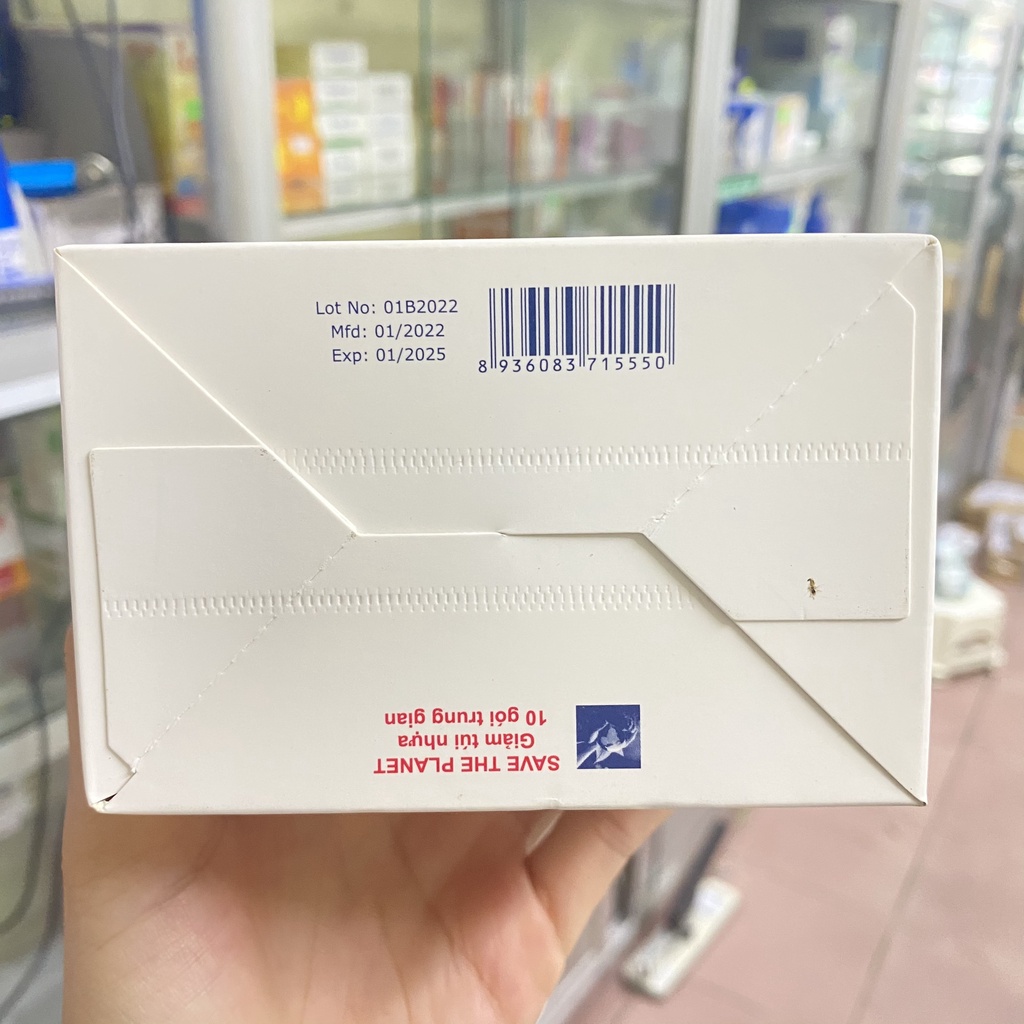 Lot No: 01B2022
Mfd: 01/2022
Exp: 01/2025
8 936083 715550
SAVE THE PLANET
Giảm túi nhựa
10 gói trung gian